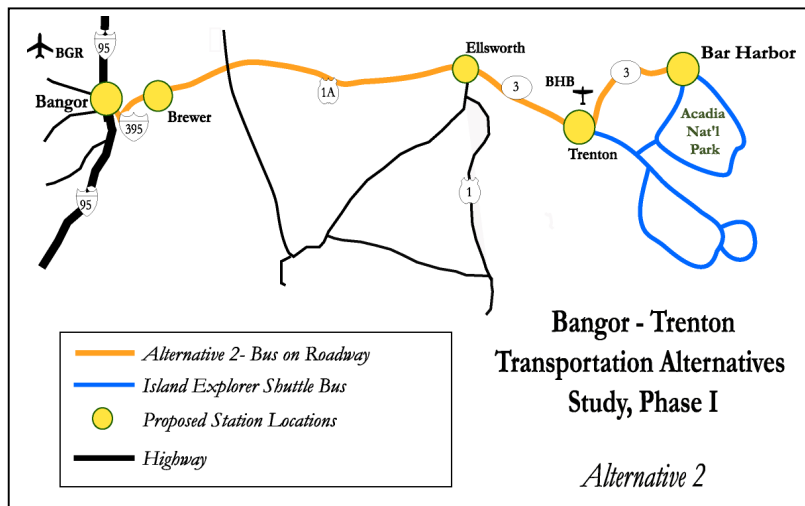 95
BGR
Bangor
Brewer
395
95
1A
Ellsworth
3
BHB
3
Bar Harbor
Trenton
Acadia
Nat'l
Park
1
Bangor - Trenton
Transportation Alternatives
Study, Phase I
Alternative 2
Alternative 2- Bus on Roadway
Island Explorer Shuttle Bus
Proposed Station Locations
Highway